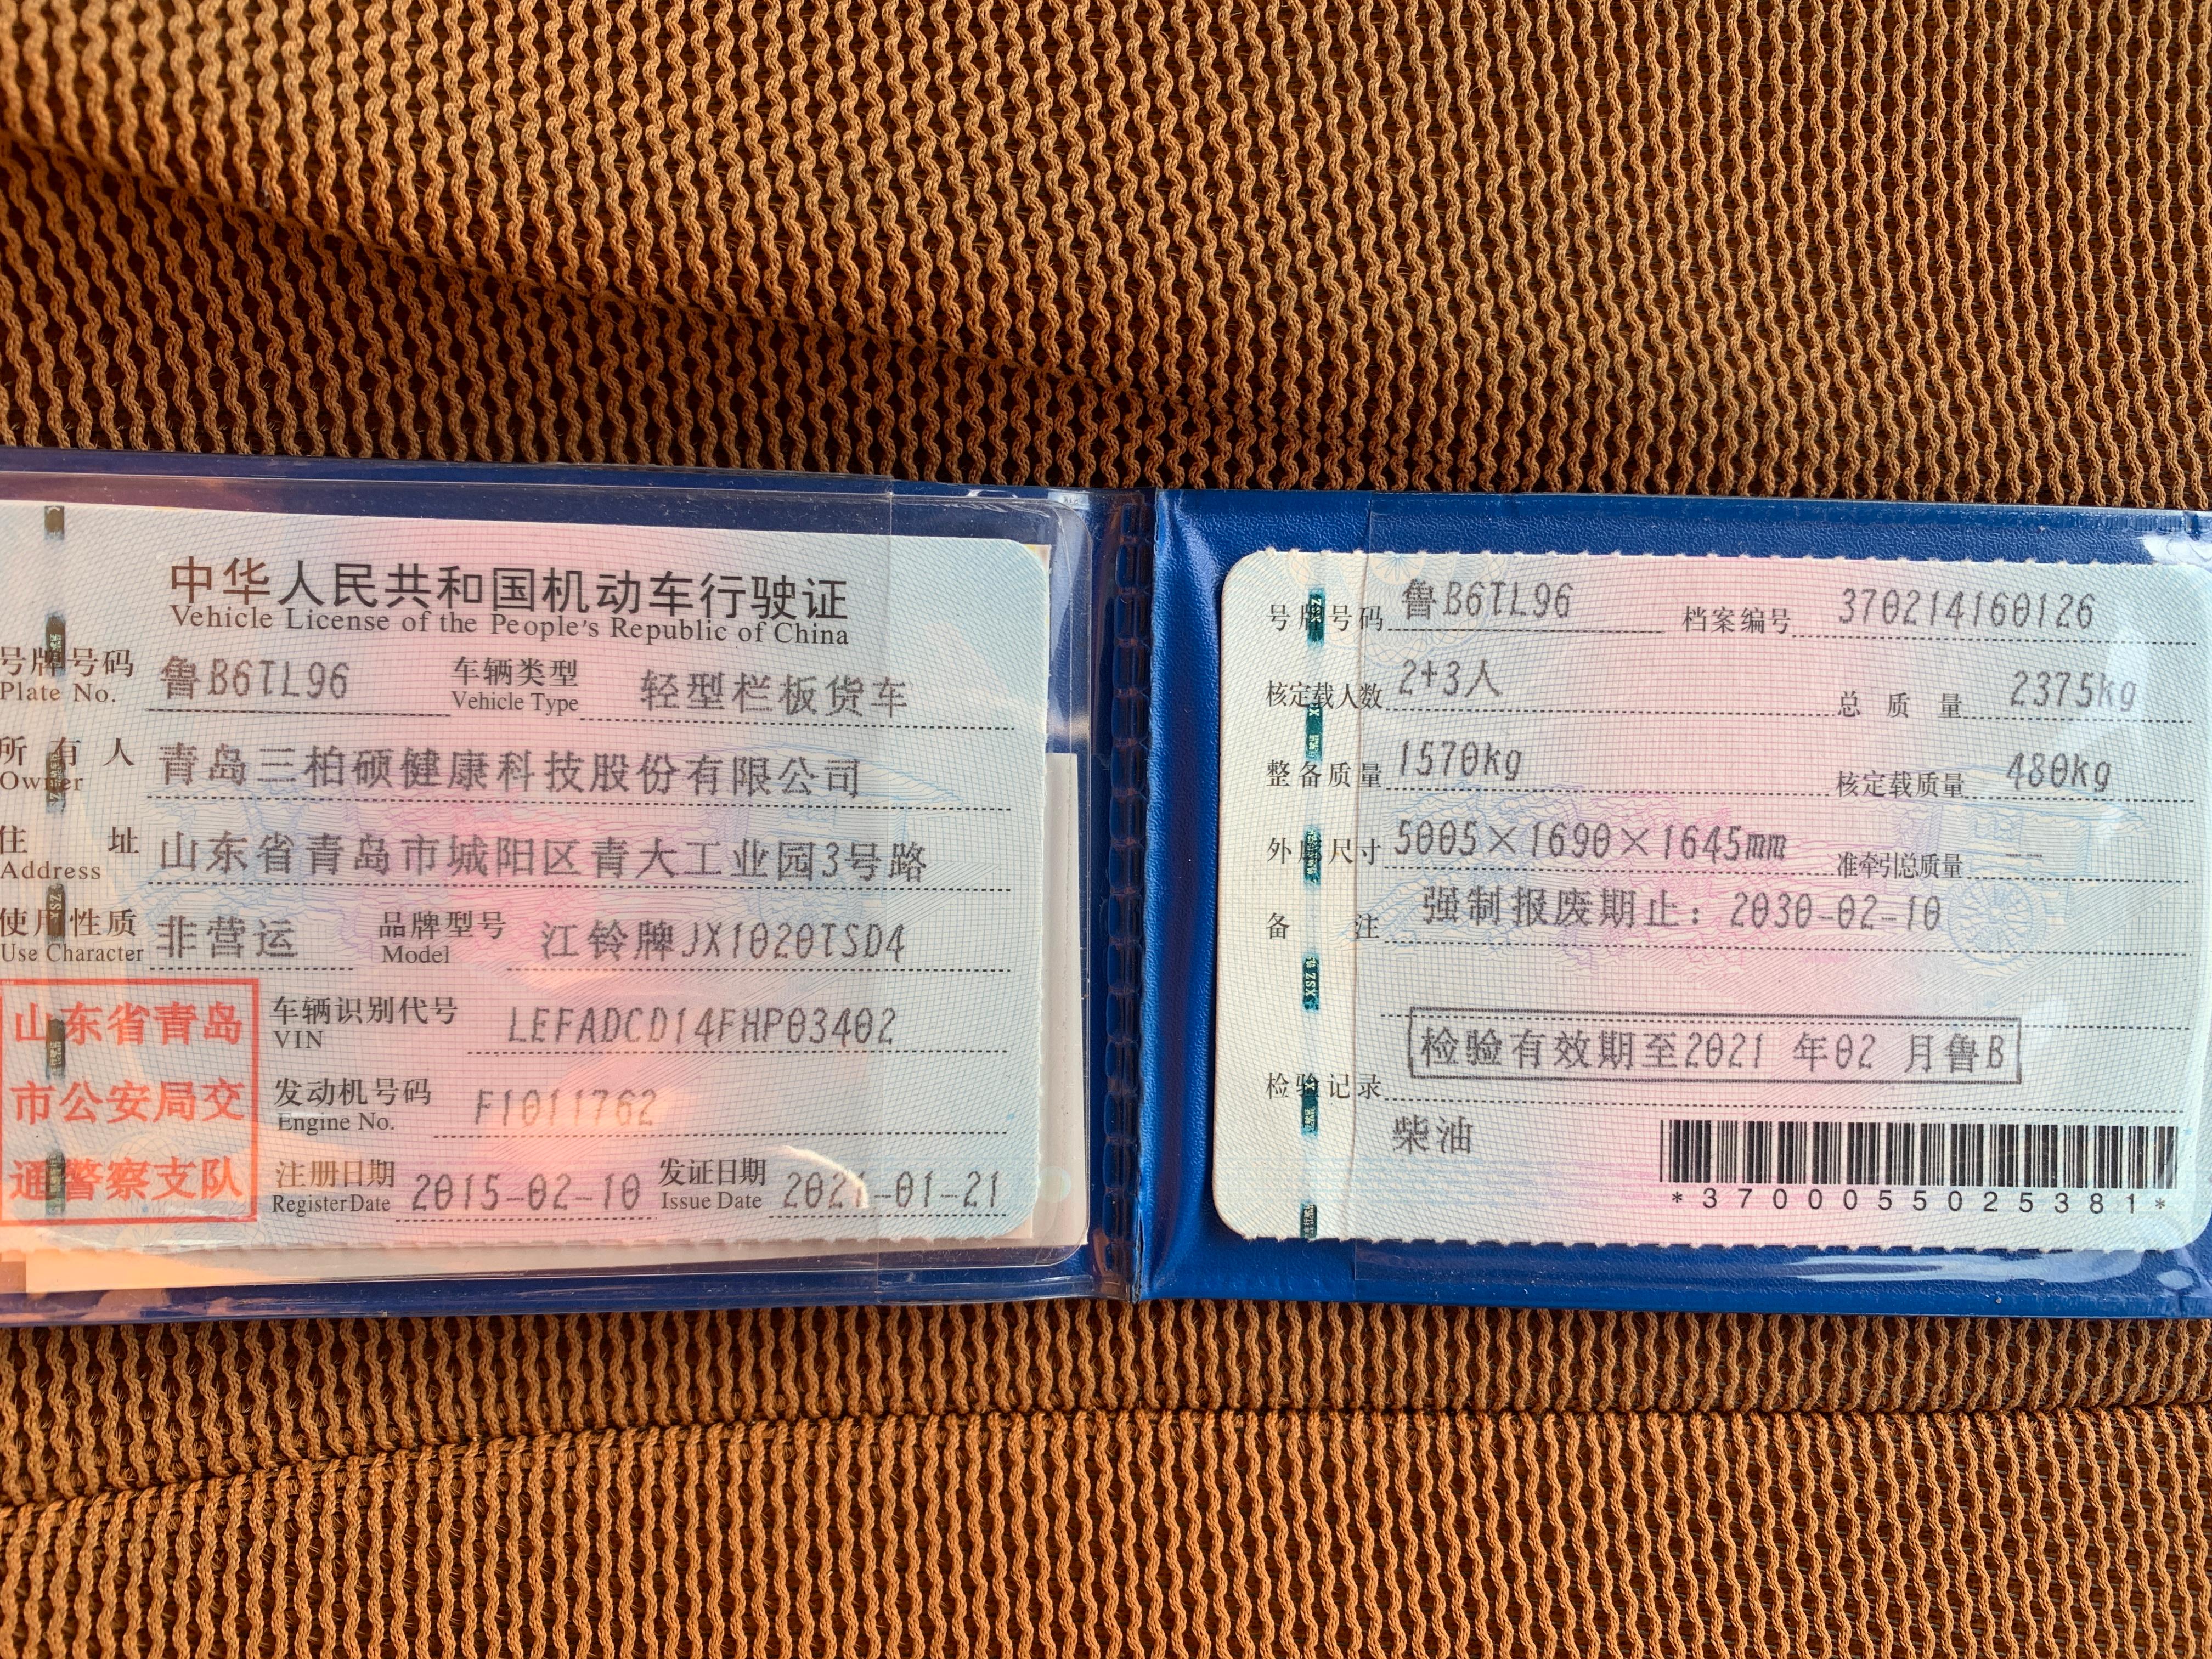 中华人民共和国机动车行驶证
Vehicle License of the People's Republic of China
号牌号码 鲁B6TL96 车辆类型 轻型栏板货车
Plate No. Vehicle Type
所有人 青岛三柏硕健康科技股份有限公司
Owner
住址 山东省青岛市城阳区青大工业园3号路
Address
使用性质 非营运 品牌型号 江铃牌JX1020TSD4
Use Character Model
山东省青岛
市公安局交
通警察支队
车辆识别代号 LEFADCD14FHP03402
VIN
发动机号码 F1011762
Engine No.
注册日期 2015-02-10 发证日期 2021-01-21
Register Date Issue Date
号牌号码 鲁B6TL96 档案编号 370214160126
核定载人数 2+3人 总质量 2375kg
整备质量 1570kg 核定载质量 480kg
外廓尺寸 5005×1690×1645mm 准牵引总质量 --
备注 强制报废期止：2030-02-10
检验有效期至2021 年02 月鲁B
检验记录
柴油
*3700055025381*